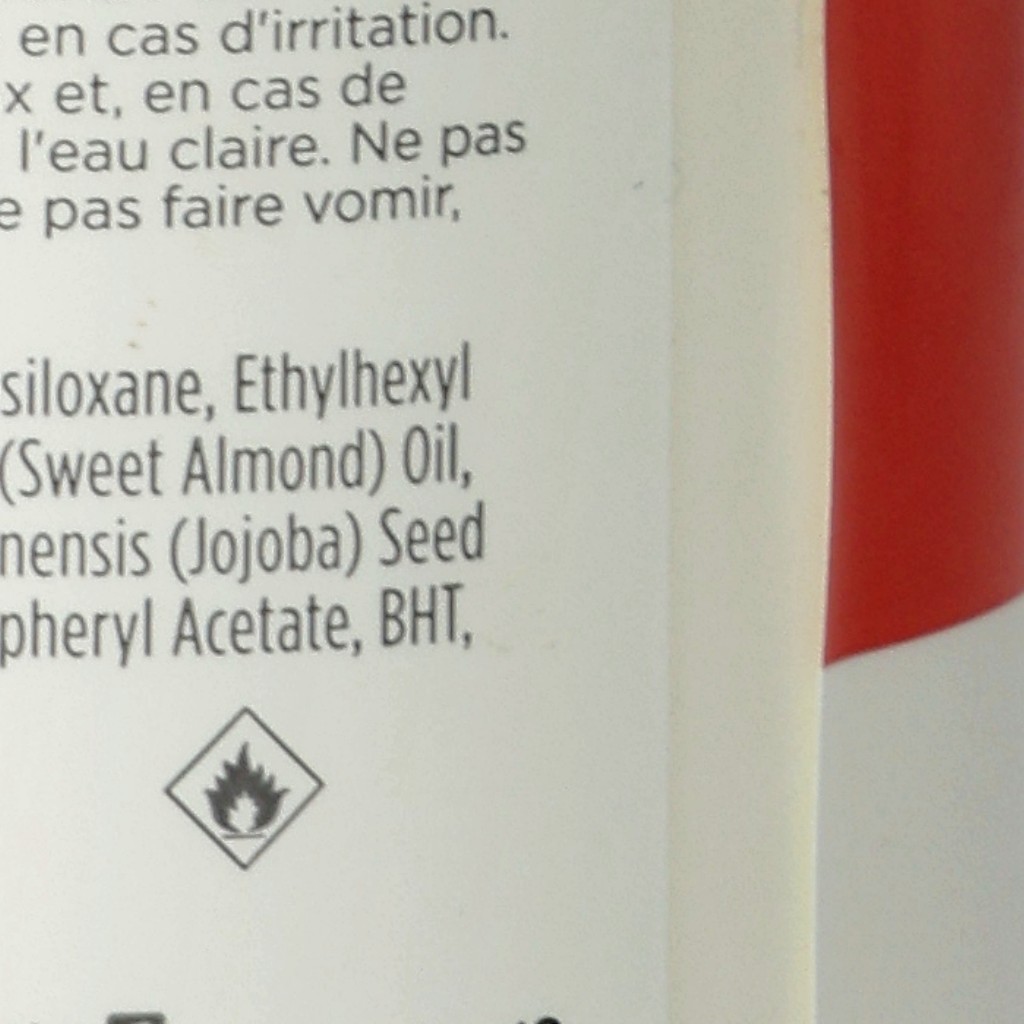 en cas d'irritation.
x et, en cas de
l'eau claire. Ne pas
e pas faire vomir,
siloxane, Ethylhexyl
(Sweet Almond) Oil,
nensis (Jojoba) Seed
pheryl Acetate, BHT,